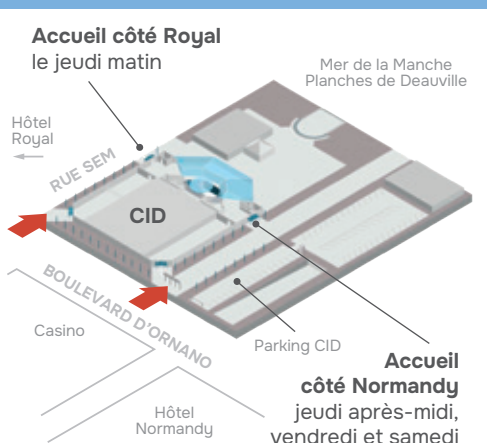 Accueil côté Royal
le jeudi matin
Mer de la Manche
Planches de Deauville
Hôtel
Royal
RUE SEM
CID
BOULEVARD D'ORNANO
Casino
Parking CID
Accueil
côté Normandy
jeudi après-midi,
vendredi et samedi
Hôtel
Normandy